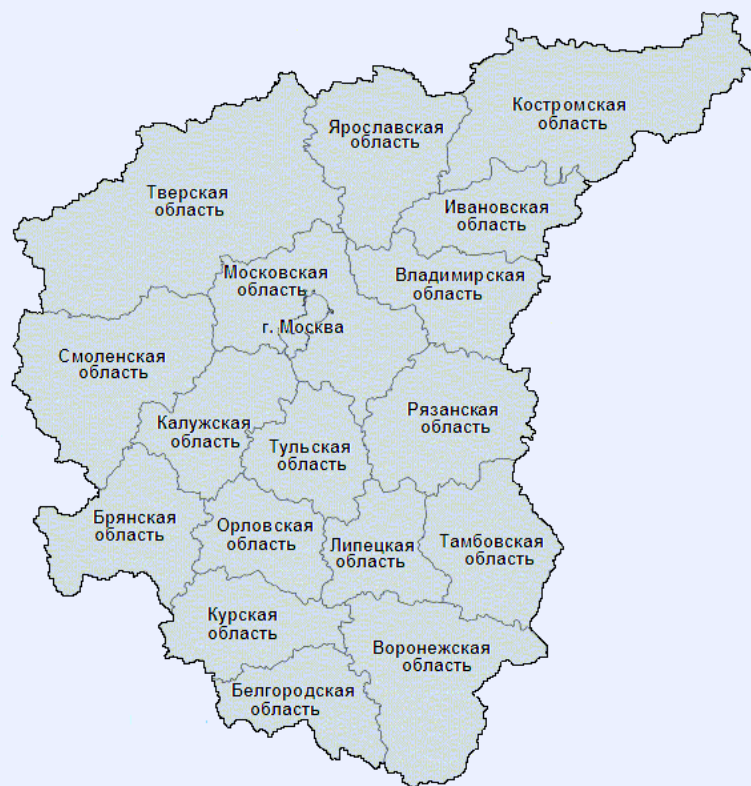 Костромская
область
Ярославская
область
Тверская
область
Ивановская
область
Московская
область
Владимирская
область
г. Москва
Смоленская
область
Рязанская
область
Калужская
область
Тульская
область
Брянская
область
Орловская
область
Липецкая
область
Тамбовская
область
Курская
область
Воронежская
область
Белгородская
область